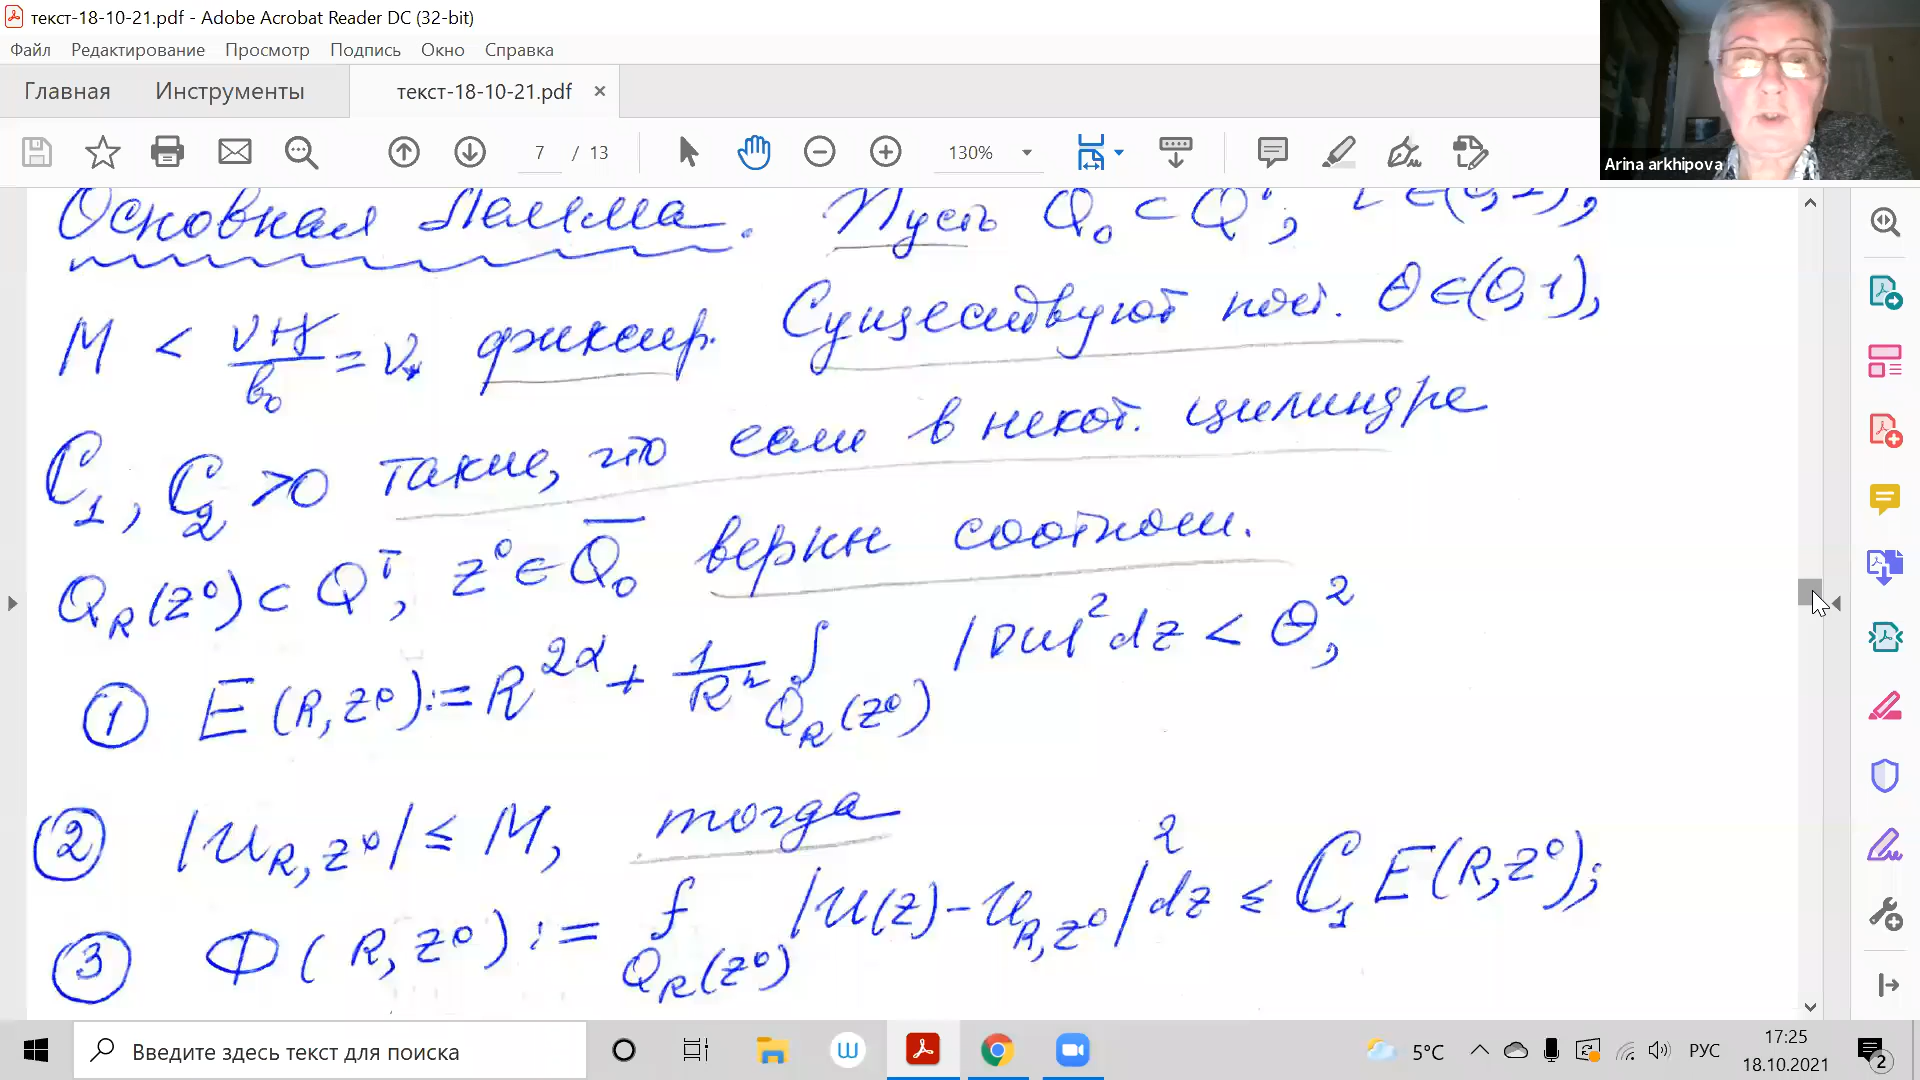 текст-18-10-21.pdf - Adobe Acrobat Reader DC (32-bit)
Файл Редактирование Просмотр Подпись Окно Справка
Главная Инструменты текст-18-10-21.pdf ×
7 / 13 130%
Arina arkhipova
Основная Лемма. Пусть Q₀ ⊂ Q
M < (ν+γ)/b₀ = ν* фиксир. Существуют пост. θ ∈ (0,1),
C₁, C₂ > 0 такие, что если в некот. цилиндре
Q_R(z⁰) ⊂ Q^T, z⁰ ∈ Q̅₀ верны соотнош.
① E(R,z⁰) := R^{2α} + 1/Rⁿ ∫_{Q_R(z⁰)} |Du|² dz < θ²,
② |u_{R,z⁰}| ≤ M, тогда
③ Φ(R,z⁰) := ⨍_{Q_R(z⁰)} |u(z) - u_{R,z⁰}|² dz ≤ C₁ E(R,z⁰);
Введите здесь текст для поиска
5°C РУС 17:25
18.10.2021
2